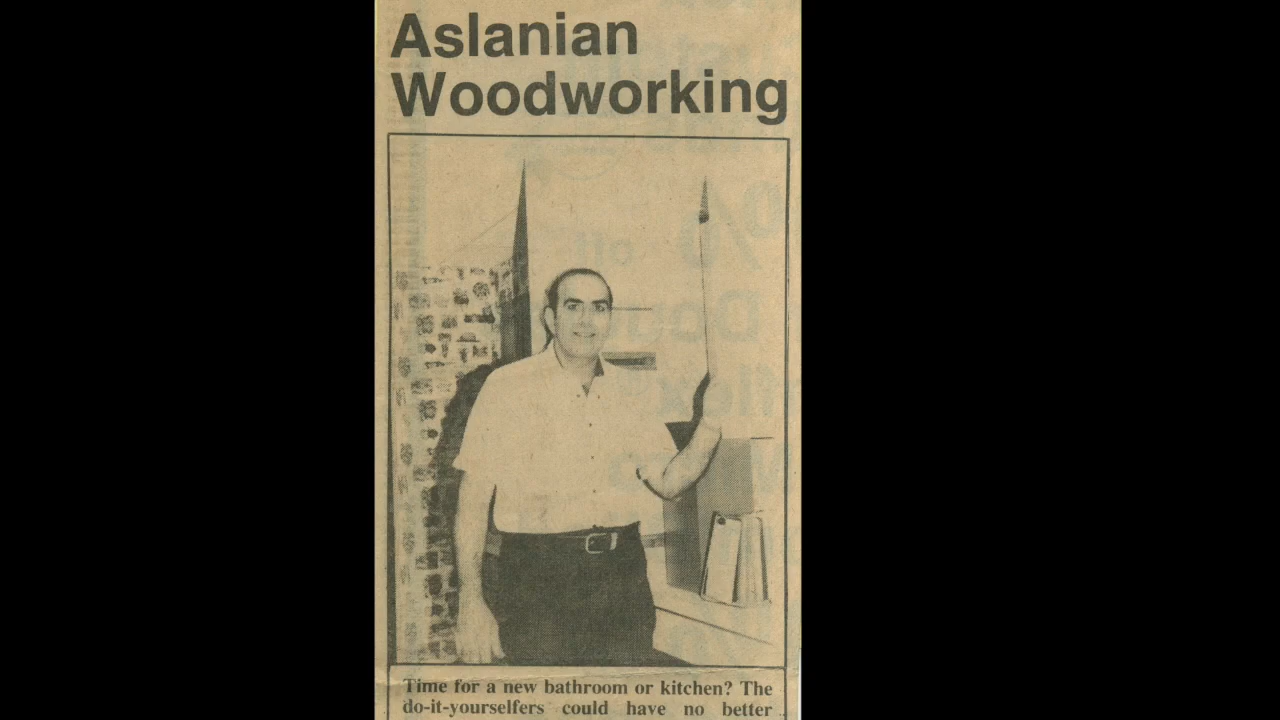 Aslanian
Woodworking
Time for a new bathroom or kitchen? The
do-it-yourselfers could have no better